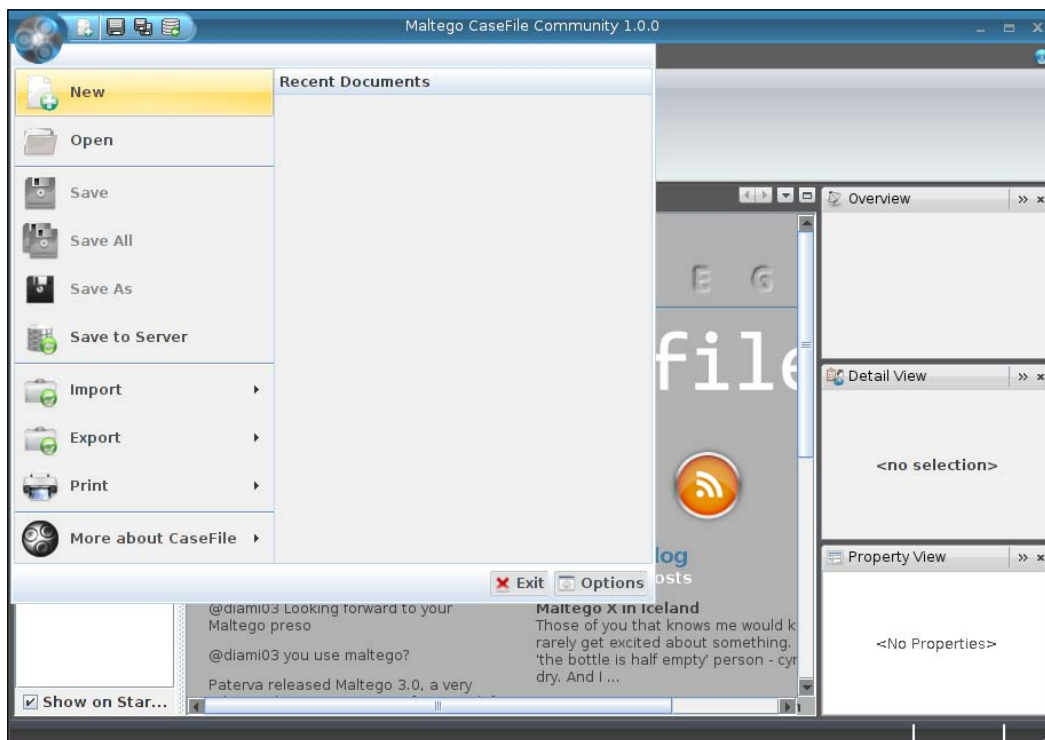 Maltego CaseFile Community 1.0.0
New
Recent Documents
Open
Save
Save All
Save As
Save to Server
Import
Export
Print
More about CaseFile
Exit
Options
E G
file
log
osts
Overview
Detail View
<no selection>
Property View
<No Properties>
@diami03 Looking forward to your
Maltego preso
@diami03 you use maltego?
Paterva released Maltego 3.0, a very
Maltego X in Iceland
Those of you that knows me would k
rarely get excited about something.
'the bottle is half empty' person - cyr
dry. And I ...
Show on Star...